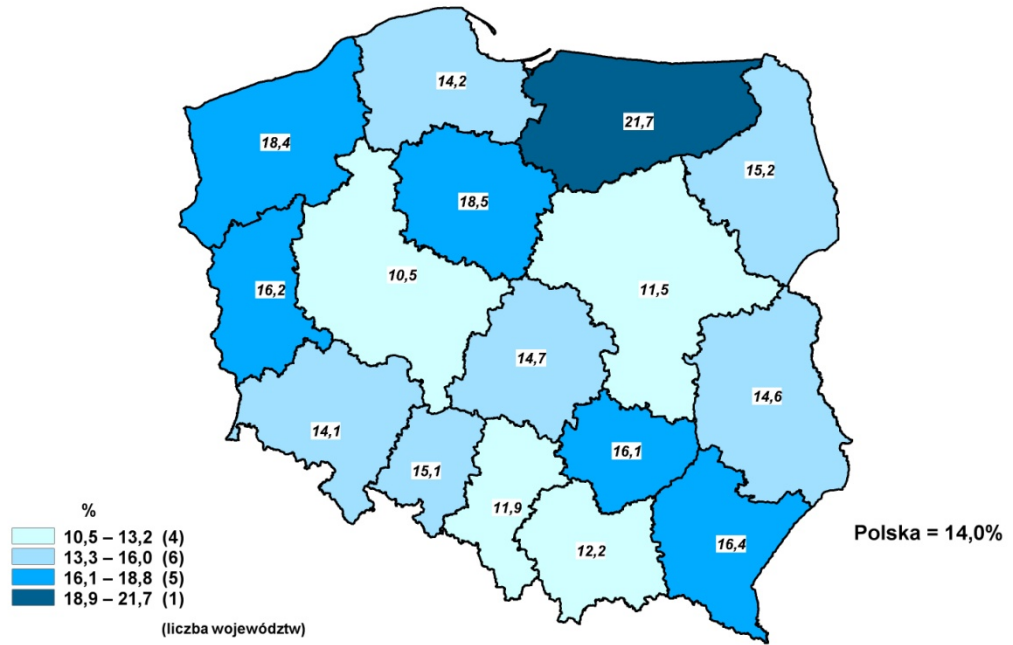 14,2
21,7
18,4
15,2
18,5
10,5
16,2
11,5
14,7
14,6
14,1
16,1
15,1
11,9
12,2
16,4
%
10,5 – 13,2 (4)
13,3 – 16,0 (6)
16,1 – 18,8 (5)
18,9 – 21,7 (1)
(liczba województw)
Polska = 14,0%